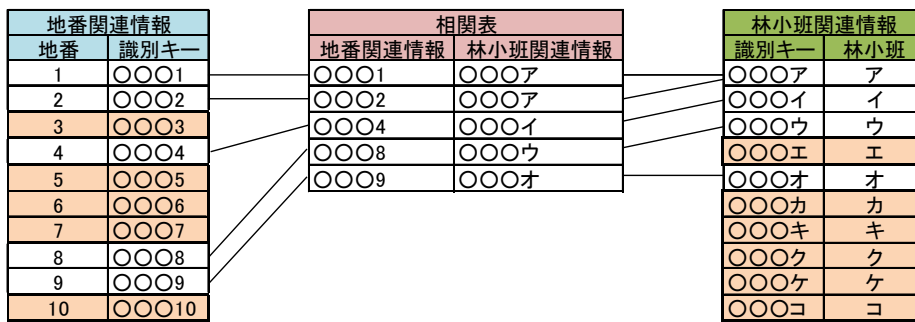 地番関連情報
地番 識別キー
1 〇〇〇1
2 〇〇〇2
3 〇〇〇3
4 〇〇〇4
5 〇〇〇5
6 〇〇〇6
7 〇〇〇7
8 〇〇〇8
9 〇〇〇9
10 〇〇〇10
相関表
地番関連情報 林小班関連情報
〇〇〇1 〇〇〇ア
〇〇〇2 〇〇〇ア
〇〇〇4 〇〇〇イ
〇〇〇8 〇〇〇ウ
〇〇〇9 〇〇〇オ
林小班関連情報
識別キー 林小班
〇〇〇ア ア
〇〇〇イ イ
〇〇〇ウ ウ
〇〇〇エ エ
〇〇〇オ オ
〇〇〇カ カ
〇〇〇キ キ
〇〇〇ク ク
〇〇〇ケ ケ
〇〇〇コ コ